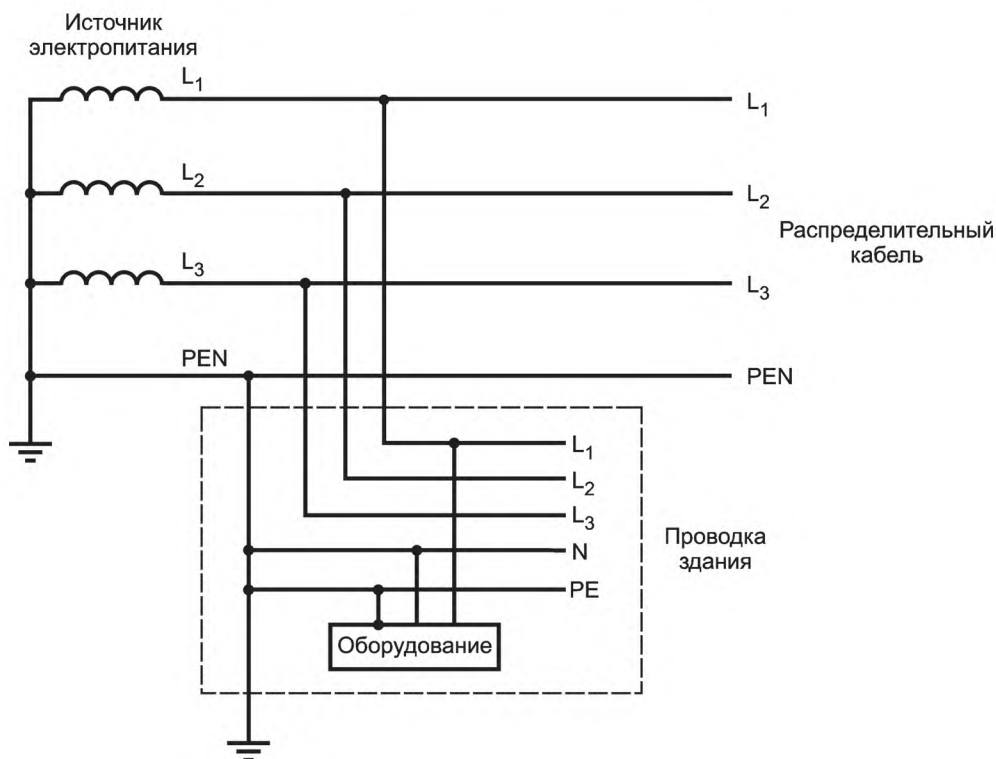 Источник
электропитания
L1
L1
L2
L2
Распределительный
кабель
L3
L3
PEN
PEN
L1
L2
L3
Проводка
здания
N
PE
Оборудование